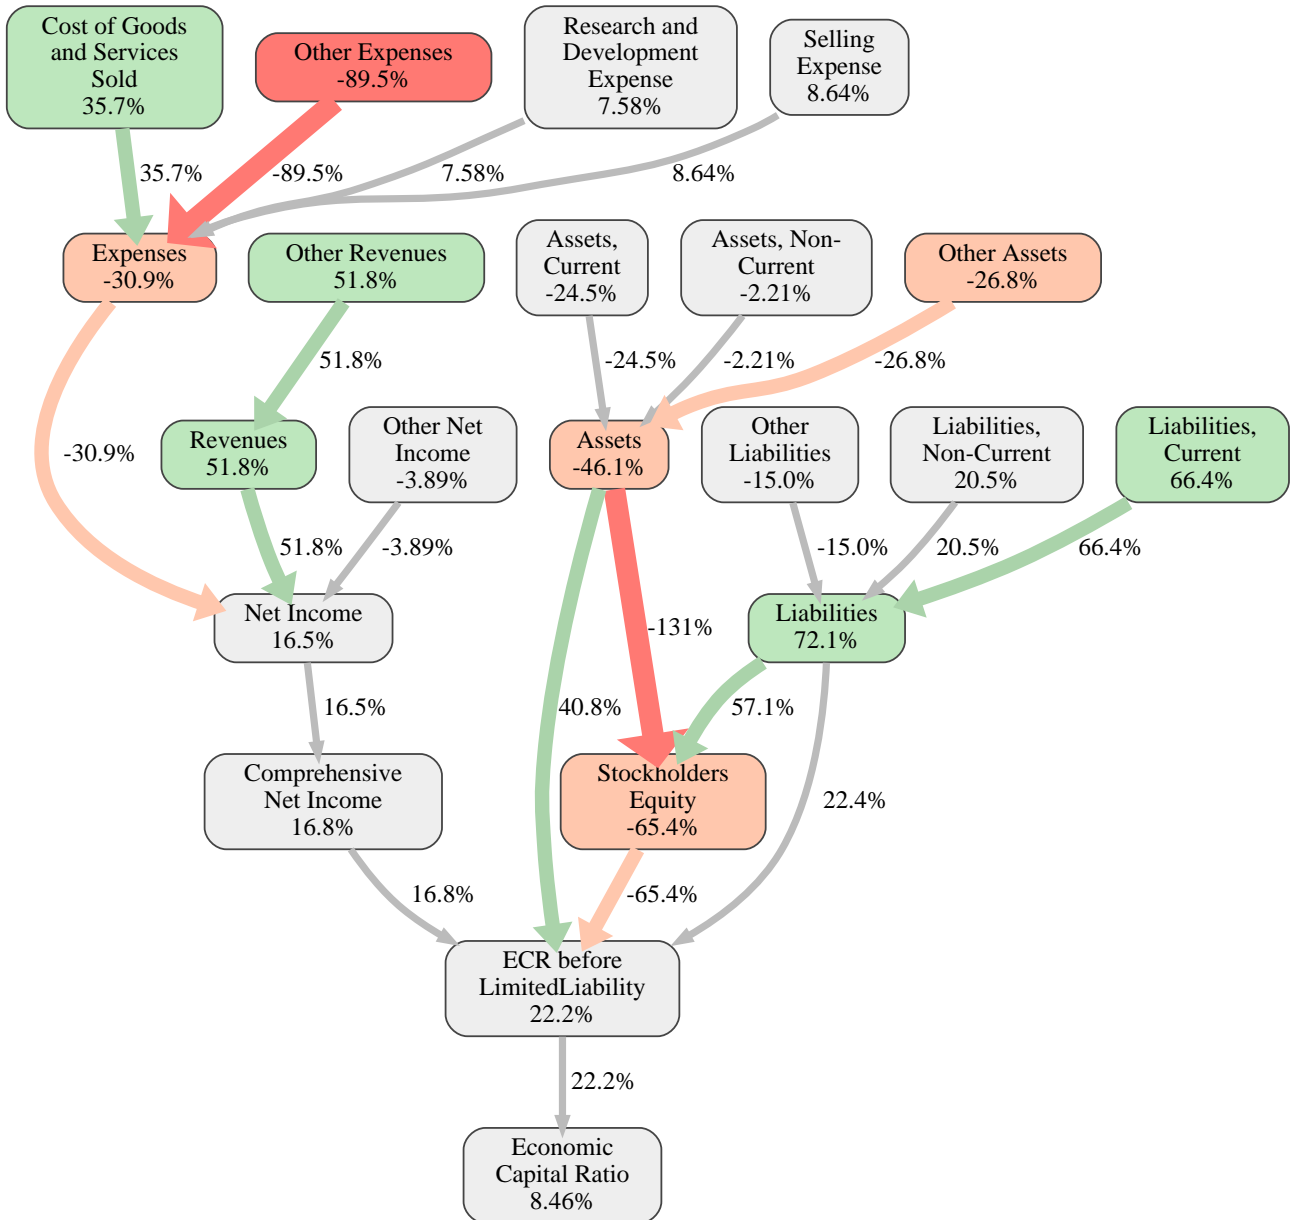 Cost of Goods
and Services
Sold
35.7%
Other Expenses
-89.5%
Research and
Development
Expense
7.58%
Selling
Expense
8.64%
35.7%
-89.5%
7.58%
8.64%
Expenses
-30.9%
Other Revenues
51.8%
Assets,
Current
-24.5%
Assets, Non-
Current
-2.21%
Other Assets
-26.8%
51.8%
-24.5%
-2.21%
-26.8%
-30.9%
Revenues
51.8%
Other Net
Income
-3.89%
Assets
-46.1%
Other
Liabilities
-15.0%
Liabilities,
Non-Current
20.5%
Liabilities,
Current
66.4%
51.8%
-3.89%
-15.0%
20.5%
66.4%
Net Income
16.5%
-131%
Liabilities
72.1%
16.5%
40.8%
57.1%
Comprehensive
Net Income
16.8%
Stockholders
Equity
-65.4%
22.4%
16.8%
-65.4%
ECR before
LimitedLiability
22.2%
22.2%
Economic
Capital Ratio
8.46%